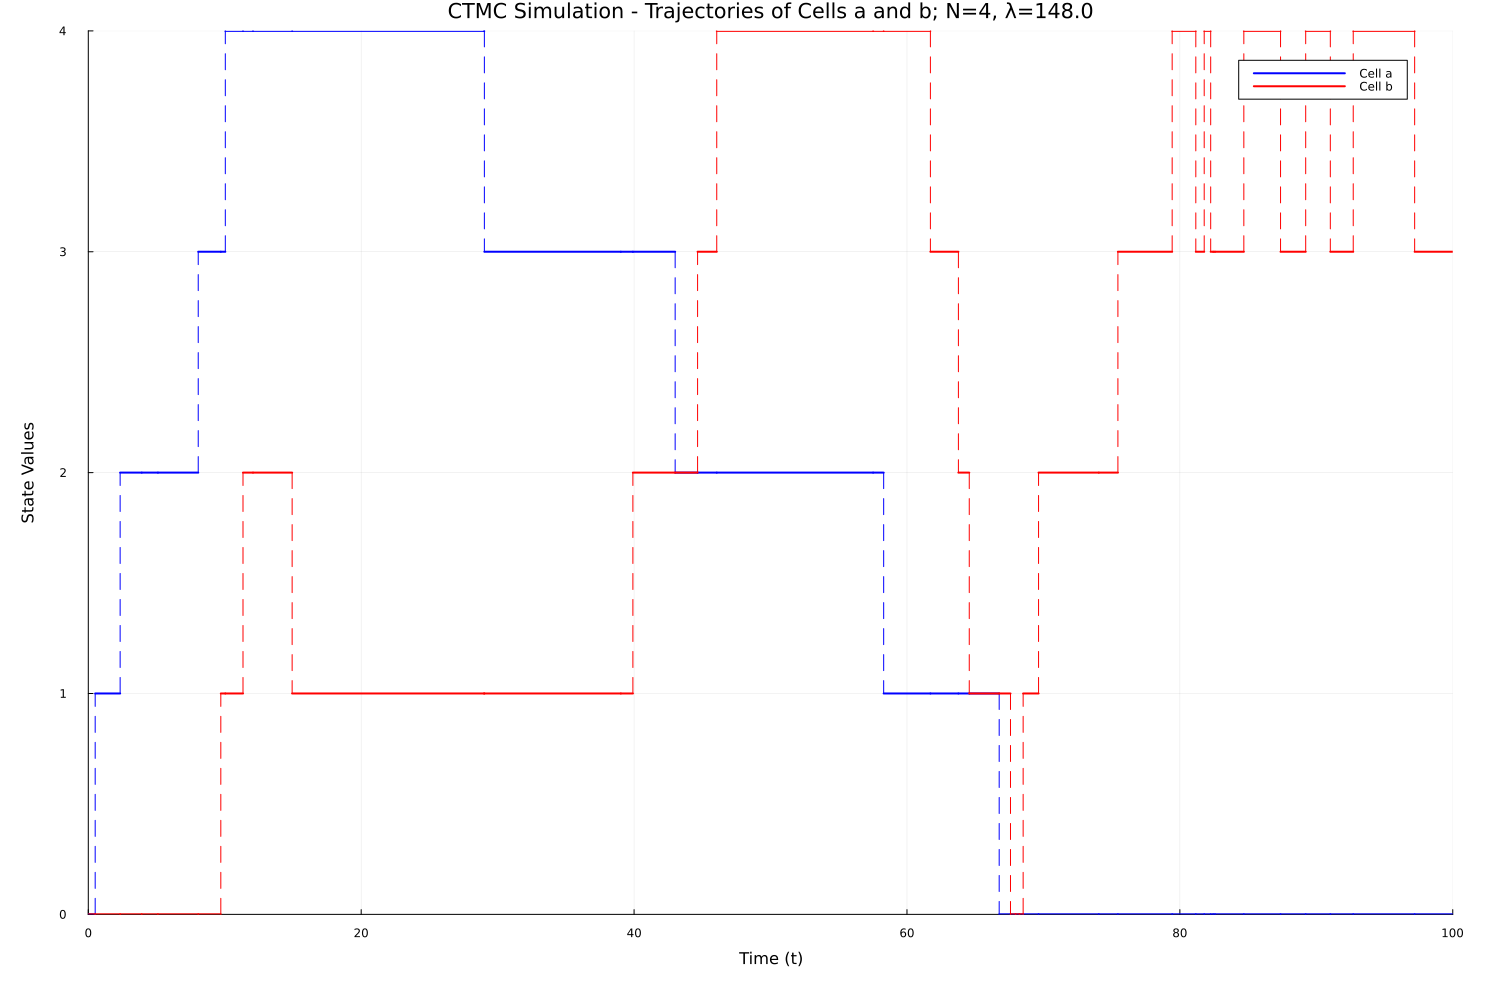 CTMC Simulation - Trajectories of Cells a and b; N=4, λ=148.0
4
Cell a
Cell b
3
State Values
2
1
0
0 20 40 60 80 100
Time (t)